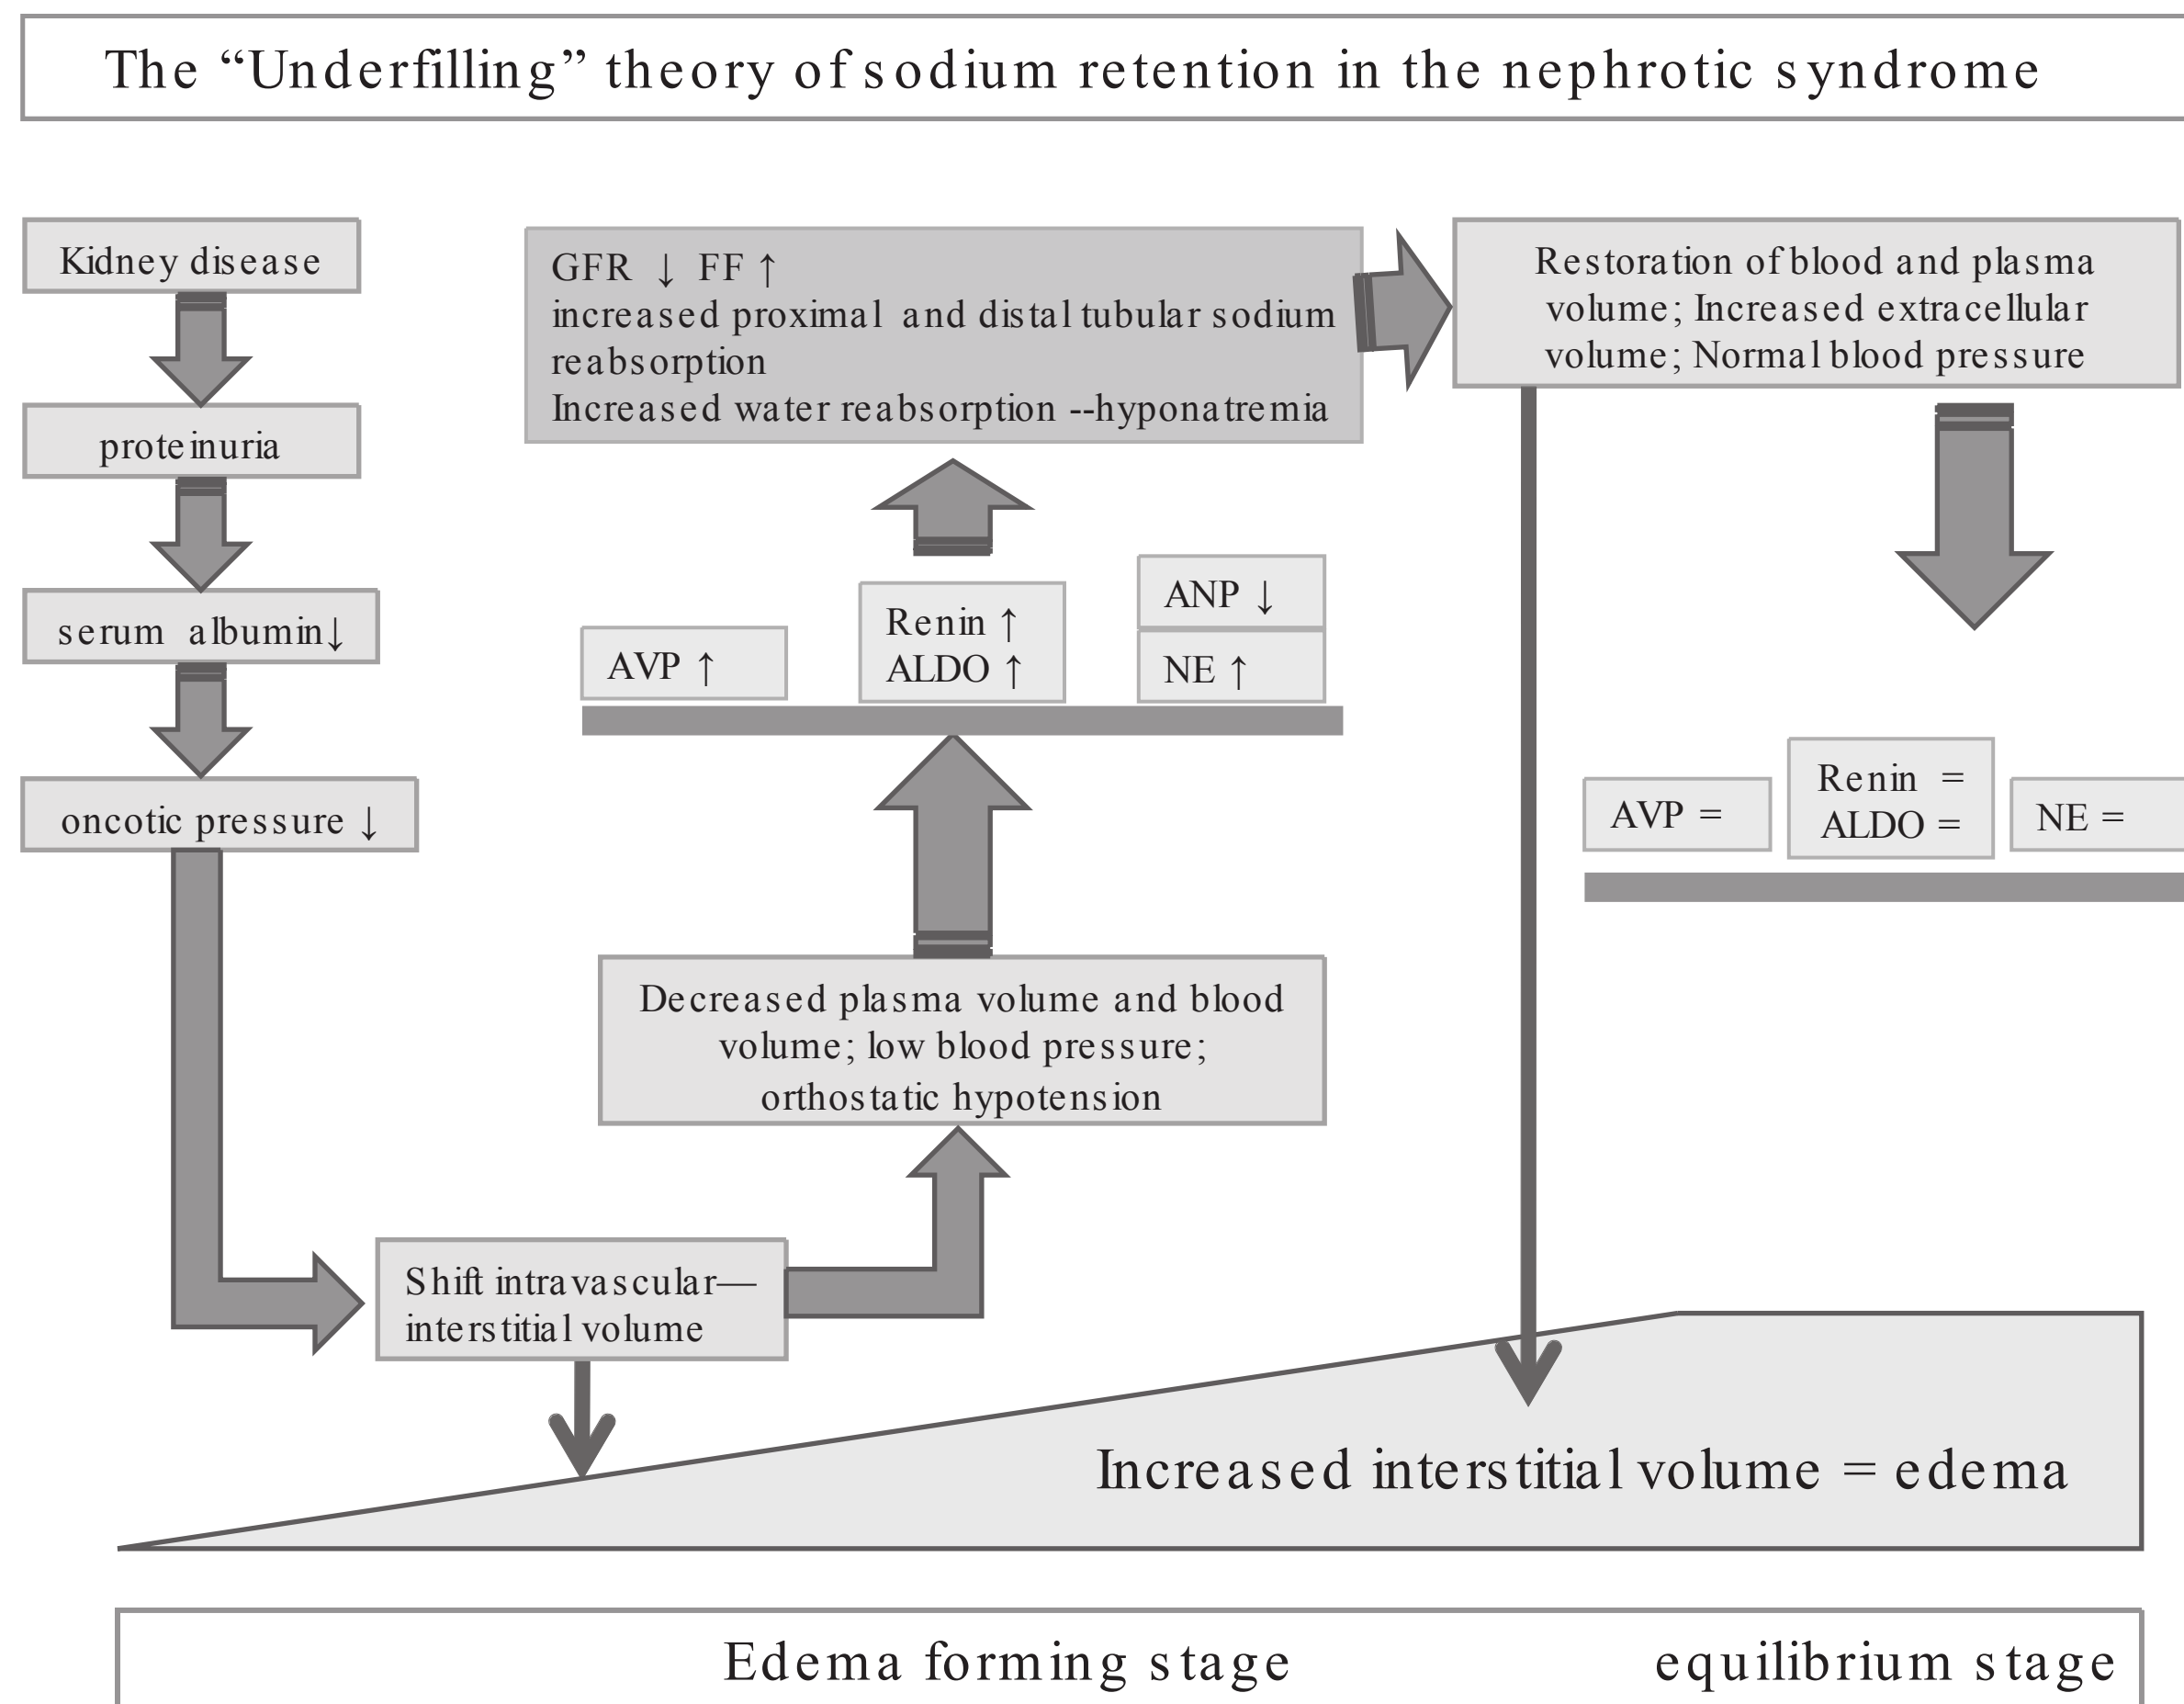 The “Underfilling” theory of sodium retention in the nephrotic syndrome
Kidney disease
proteinuria
serum albumin↓
oncotic pressure ↓
Shift intravascular—
interstitial volume
Decreased plasma volume and blood
volume; low blood pressure;
orthostatic hypotension
AVP ↑
Renin ↑
ALDO ↑
ANP ↓
NE ↑
GFR ↓ FF ↑
increased proximal and distal tubular sodium
reabsorption
Increased water reabsorption --hyponatremia
Restoration of blood and plasma
volume; Increased extracellular
volume; Normal blood pressure
AVP =
Renin =
ALDO =
NE =
Increased interstitial volume = edema
Edema forming stage
equilibrium stage